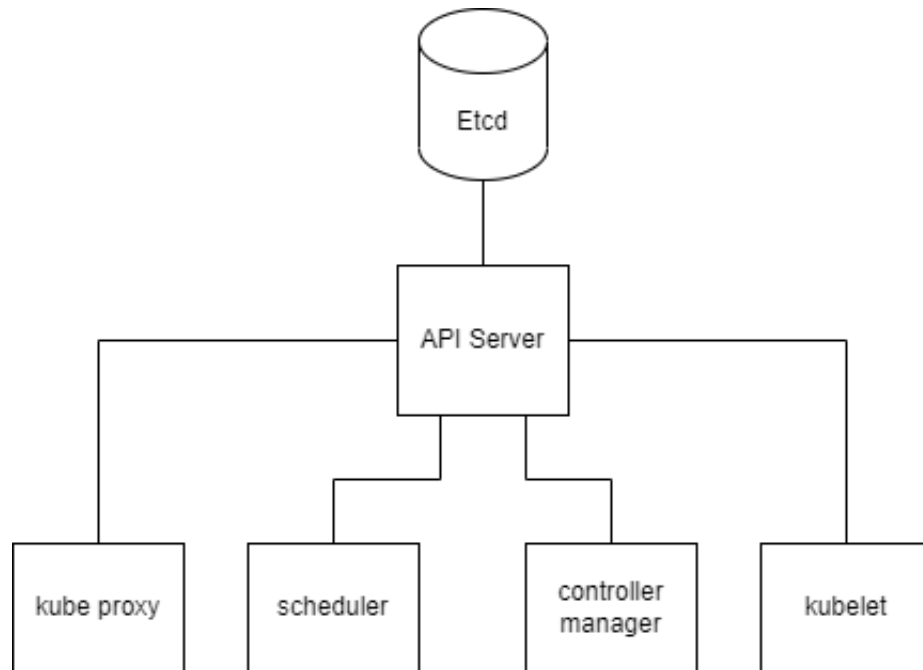 Etcd
API Server
kube proxy
scheduler
controller
manager
kubelet